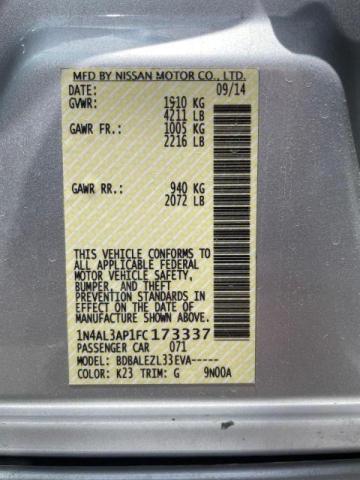 MFD BY NISSAN MOTOR CO., LTD.
DATE: 09/14
GVWR: 1910 KG
4211 LB
GAWR FR.: 1005 KG
2216 LB
GAWR RR.: 940 KG
2072 LB
THIS VEHICLE CONFORMS TO
ALL APPLICABLE FEDERAL
MOTOR VEHICLE SAFETY,
BUMPER, AND THEFT
PREVENTION STANDARDS IN
EFFECT ON THE DATE OF
MANUFACTURE SHOWN ABOVE.
1N4AL3AP1FC173337
PASSENGER CAR 071
MODEL: BDBALEZL33EVA-----
COLOR: K23 TRIM: G 9N00A